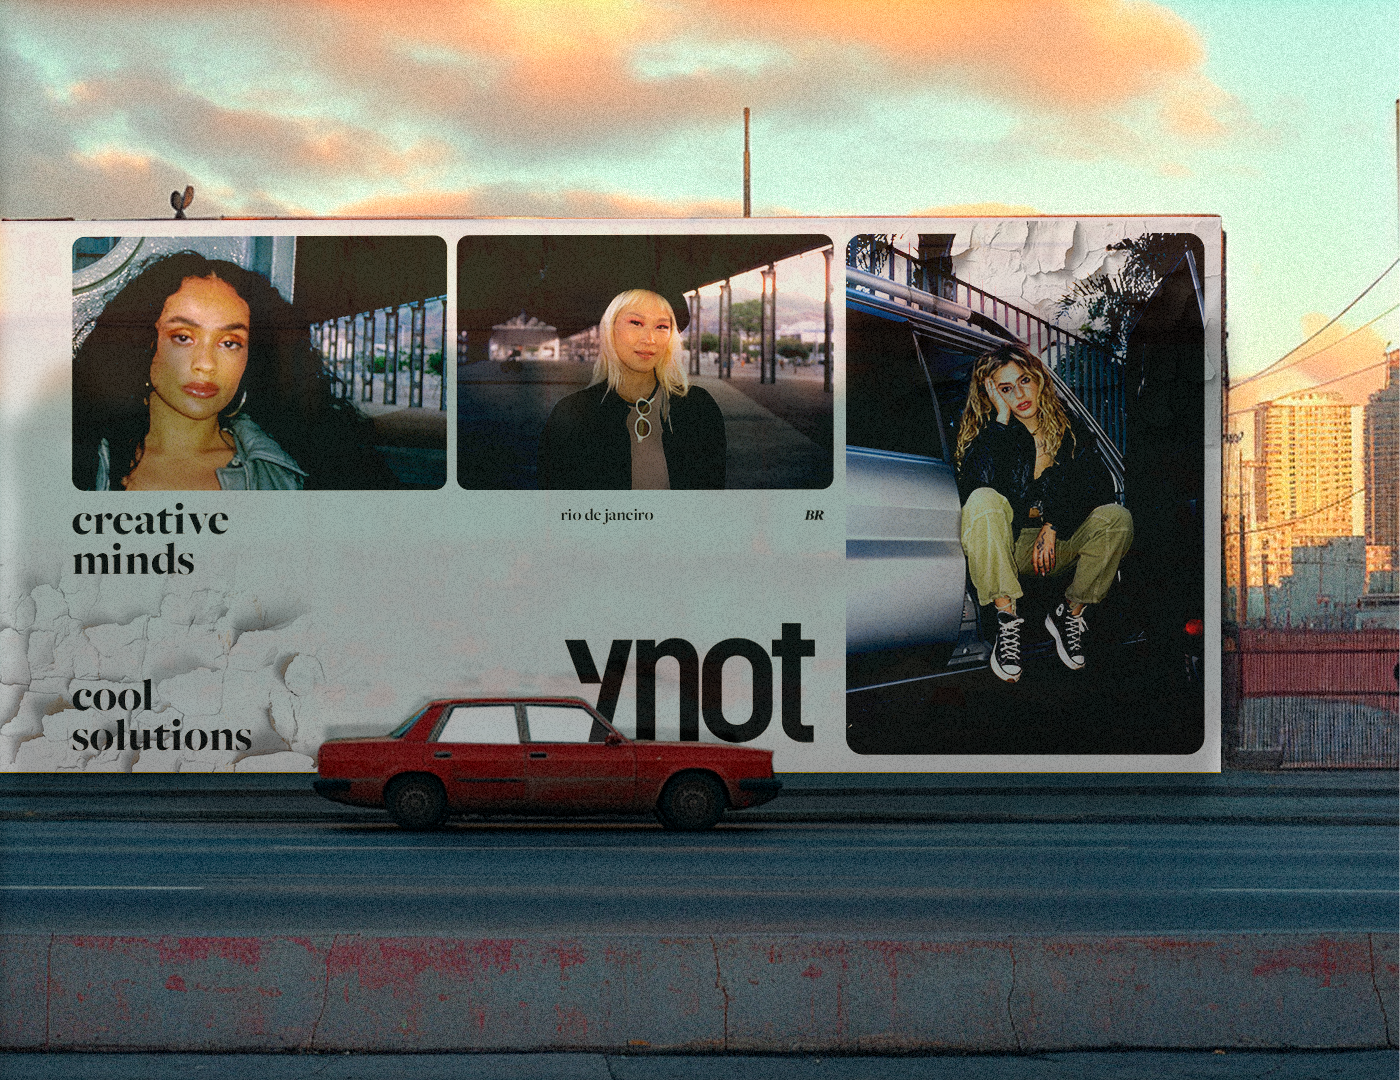 creative
minds
rio de janeiro
BR
ynot
cool
solutions